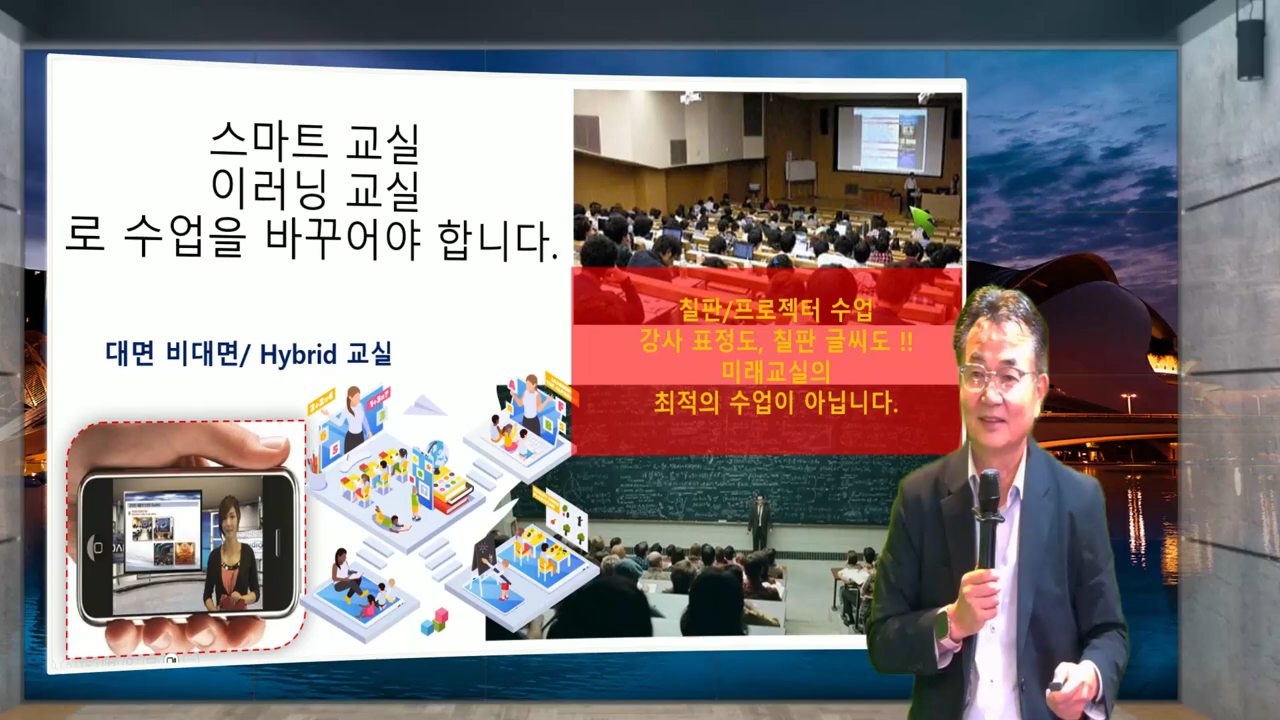 스마트 교실
이러닝 교실
로 수업을 바꾸어야 합니다.
대면 비대면/ Hybrid 교실
칠판/프로젝터 수업
강사 표정도, 칠판 글씨도 !!
미래교실의
최적의 수업이 아닙니다.